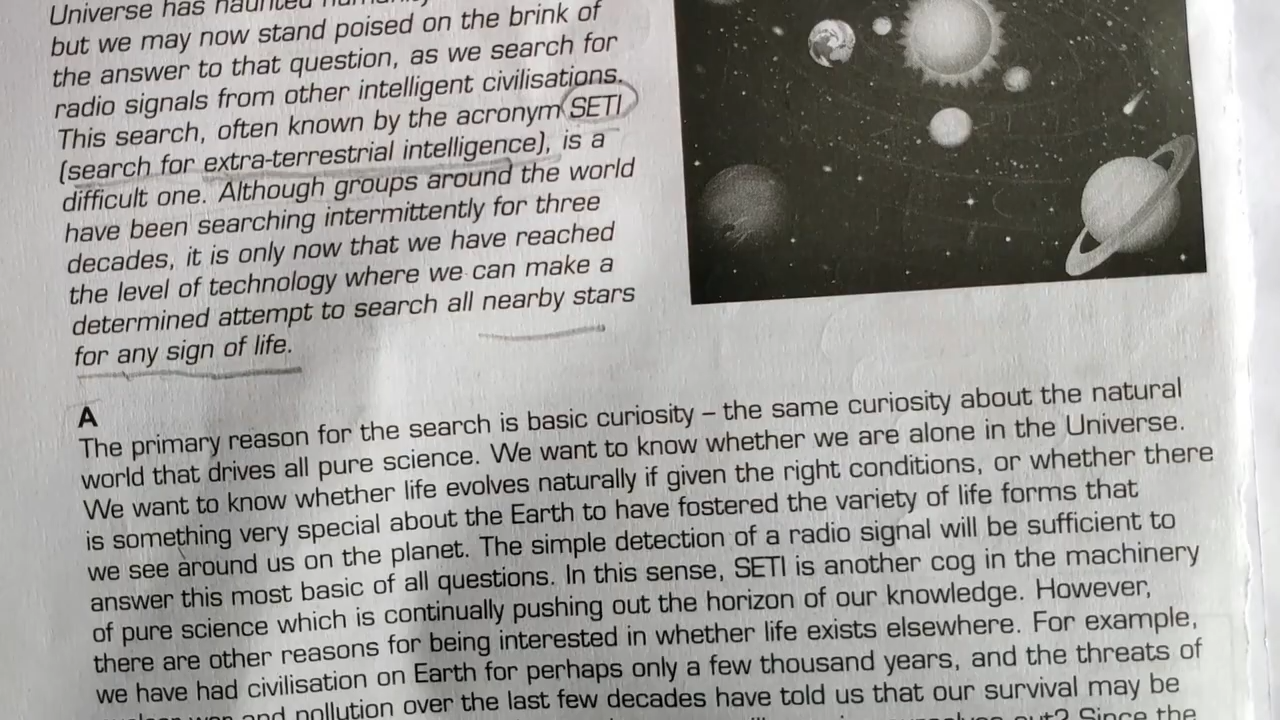 Universe has haunted
but we may now stand poised on the brink of
the answer to that question, as we search for
radio signals from other intelligent civilisations.
This search, often known by the acronym SETI
(search for extra-terrestrial intelligence), is a
difficult one. Although groups around the world
have been searching intermittently for three
decades, it is only now that we have reached
the level of technology where we can make a
determined attempt to search all nearby stars
for any sign of life.
A
The primary reason for the search is basic curiosity – the same curiosity about the natural
world that drives all pure science. We want to know whether we are alone in the Universe.
We want to know whether life evolves naturally if given the right conditions, or whether there
is something very special about the Earth to have fostered the variety of life forms that
we see around us on the planet. The simple detection of a radio signal will be sufficient to
answer this most basic of all questions. In this sense, SETI is another cog in the machinery
of pure science which is continually pushing out the horizon of our knowledge. However,
there are other reasons for being interested in whether life exists elsewhere. For example,
we have had civilisation on Earth for perhaps only a few thousand years, and the threats of
and pollution over the last few decades have told us that our survival may be
out? Since the